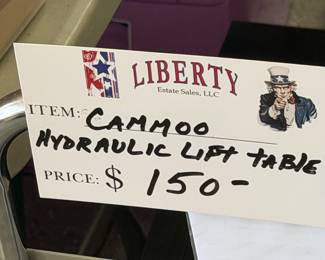 LIBERTY
Estate Sales, LLC
ITEM: CAMMOO
HYDRAULIC LIFT TABLE
PRICE: $ 150-